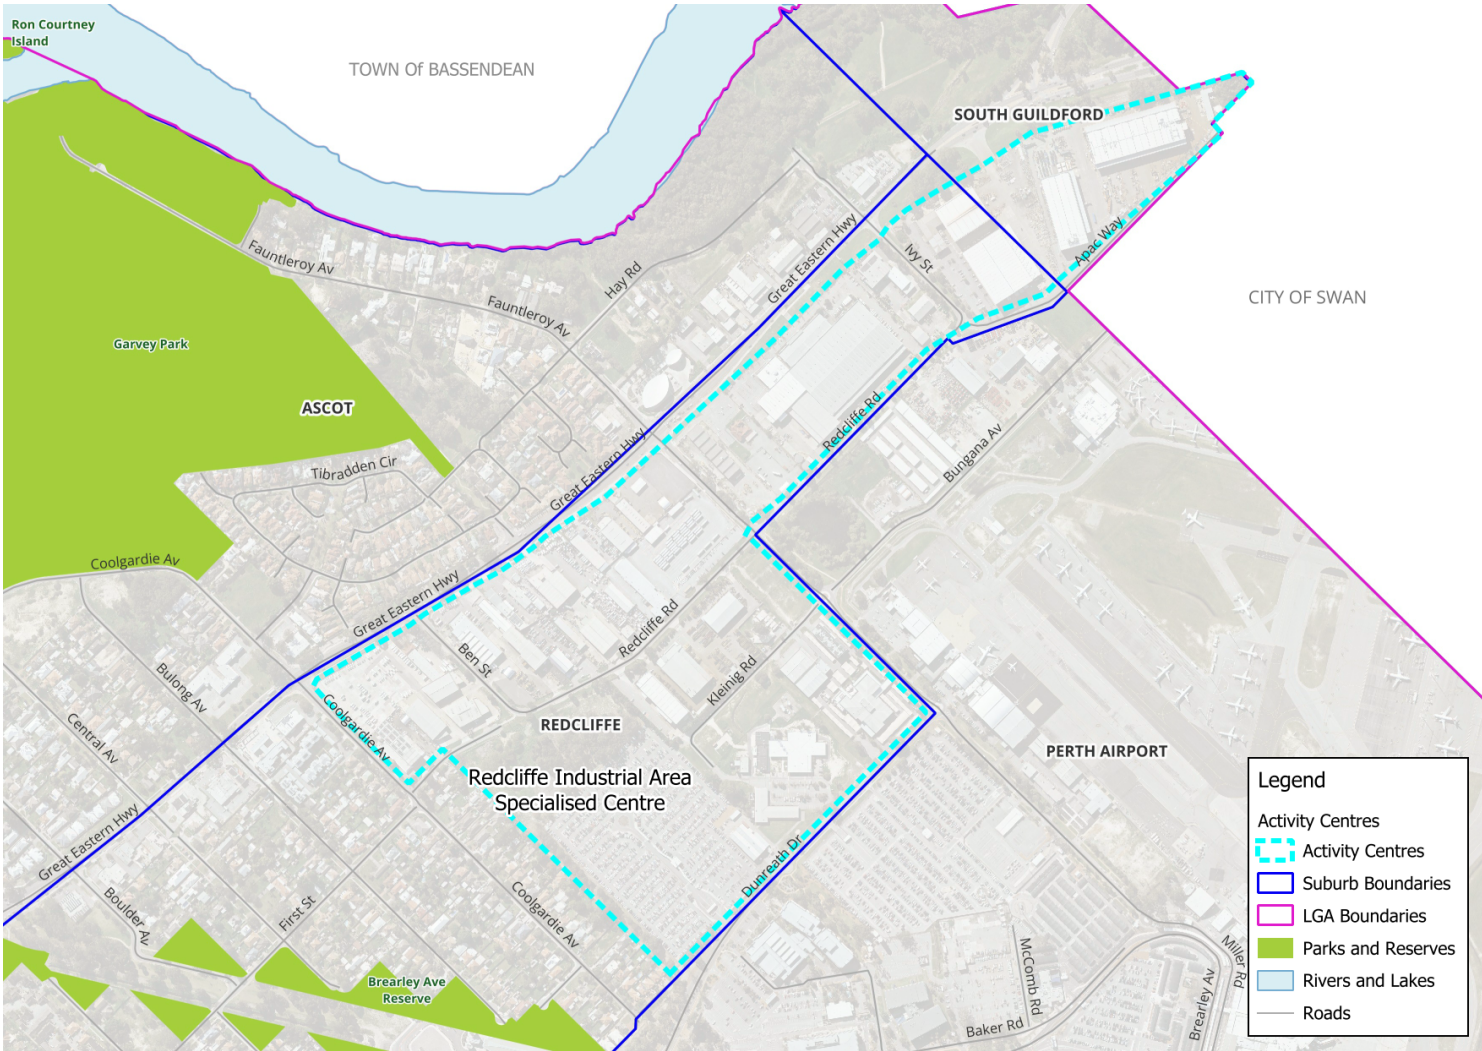 Ron Courtney
Island
TOWN Of BASSENDEAN
SOUTH GUILDFORD
Apac Way
Great Eastern Hwy
Ivy St
Hay Rd
Fauntleroy Av
Fauntleroy Av
CITY OF SWAN
Garvey Park
ASCOT
Redcliffe Rd
Bungana Av
Great Eastern Hwy
Tibradden Cir
Coolgardie Av
Great Eastern Hwy
Ben St
Redcliffe Rd
Kleinig Rd
Bulong Av
Central Av
Coolgardie Av
REDCLIFFE
PERTH AIRPORT
Redcliffe Industrial Area
Specialised Centre
Great Eastern Hwy
Dunreath Dr
Boulder Av
First St
Coolgardie Av
Brearley Ave
Reserve
McComb Rd
Baker Rd
Brearley Av
Miller Rd
Legend
Activity Centres
Activity Centres
Suburb Boundaries
LGA Boundaries
Parks and Reserves
Rivers and Lakes
Roads